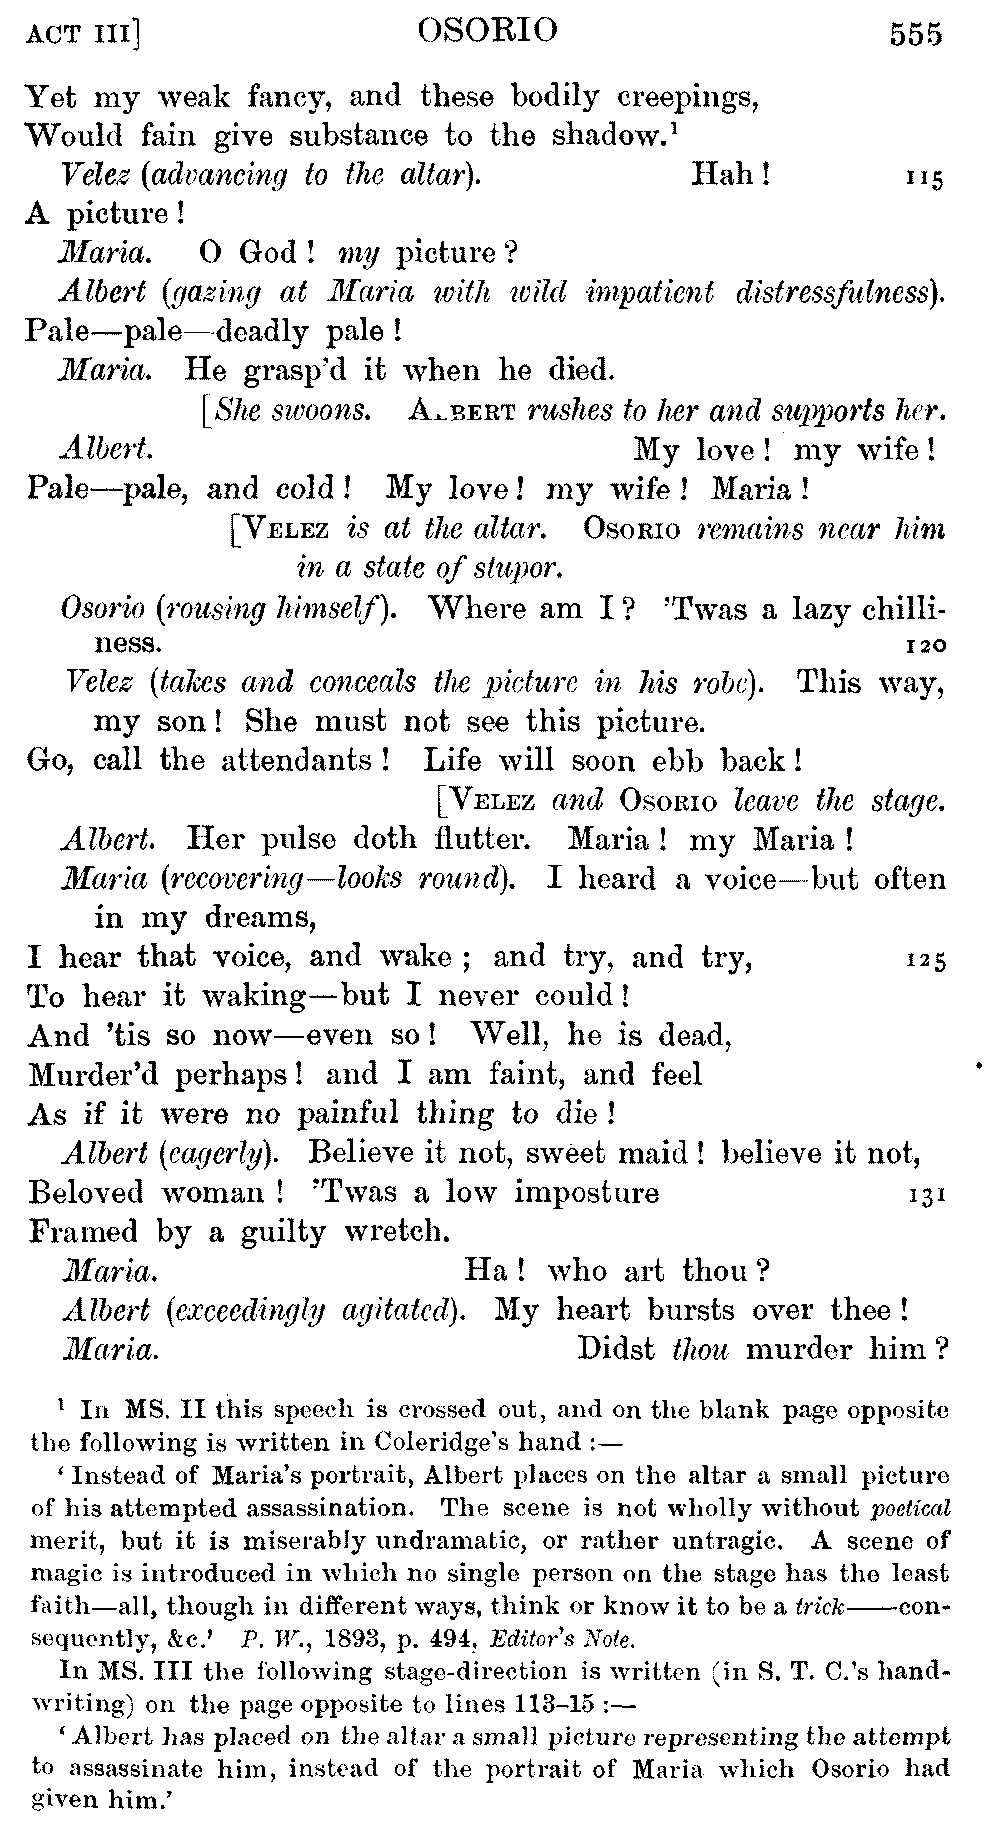 ACT III] OSORIO 555
Yet my weak fancy, and these bodily creepings,
Would fain give substance to the shadow.¹
Velez (advancing to the altar). Hah! 115
A picture!
Maria. O God! my picture?
Albert (gazing at Maria with wild impatient distressfulness).
Pale—pale—deadly pale!
Maria. He grasp'd it when he died.
[She swoons. ALBERT rushes to her and supports her.
Albert. My love! my wife!
Pale—pale, and cold! My love! my wife! Maria!
[VELEZ is at the altar. OSORIO remains near him
in a state of stupor.
Osorio (rousing himself). Where am I? 'Twas a lazy chilli-
ness. 120
Velez (takes and conceals the picture in his robe). This way,
my son! She must not see this picture.
Go, call the attendants! Life will soon ebb back!
[VELEZ and OSORIO leave the stage.
Albert. Her pulse doth flutter. Maria! my Maria!
Maria (recovering—looks round). I heard a voice—but often
in my dreams,
I hear that voice, and wake; and try, and try, 125
To hear it waking—but I never could!
And 'tis so now—even so! Well, he is dead,
Murder'd perhaps! and I am faint, and feel
As if it were no painful thing to die!
Albert (eagerly). Believe it not, sweet maid! believe it not,
Beloved woman! 'Twas a low imposture 131
Framed by a guilty wretch.
Maria. Ha! who art thou?
Albert (exceedingly agitated). My heart bursts over thee!
Maria. Didst thou murder him?
¹ In MS. II this speech is crossed out, and on the blank page opposite
the following is written in Coleridge's hand:—
'Instead of Maria's portrait, Albert places on the altar a small picture
of his attempted assassination. The scene is not wholly without poetical
merit, but it is miserably undramatic, or rather untragic. A scene of
magic is introduced in which no single person on the stage has the least
faith—all, though in different ways, think or know it to be a trick——con-
sequently, &c.' P. W., 1893, p. 494, Editor's Note.
In MS. III the following stage-direction is written (in S. T. C.'s hand-
writing) on the page opposite to lines 113-15:—
'Albert has placed on the altar a small picture representing the attempt
to assassinate him, instead of the portrait of Maria which Osorio had
given him.'